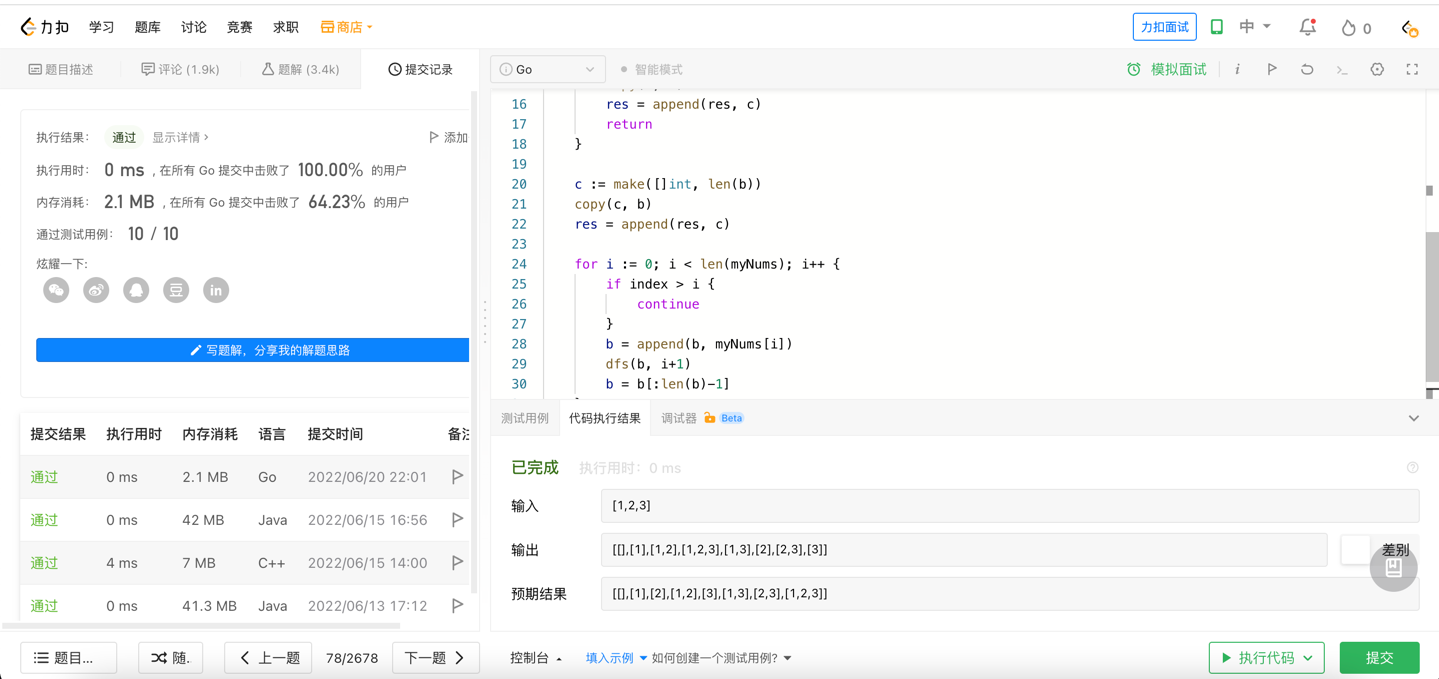 力扣 学习 题库 讨论 竞赛 求职 商店 力扣面试 中 0
题目描述 评论 (1.9k) 题解 (3.4k) 提交记录
Go 智能模式 模拟面试 i
执行结果： 通过 显示详情 › 添加
执行用时： 0 ms , 在所有 Go 提交中击败了 100.00% 的用户
内存消耗： 2.1 MB , 在所有 Go 提交中击败了 64.23% 的用户
通过测试用例： 10 / 10
炫耀一下:
豆 in
写题解，分享我的解题思路
提交结果 执行用时 内存消耗 语言 提交时间 备注
通过 0 ms 2.1 MB Go 2022/06/20 22:01
通过 0 ms 42 MB Java 2022/06/15 16:56
通过 4 ms 7 MB C++ 2022/06/15 14:00
通过 0 ms 41.3 MB Java 2022/06/13 17:12
16 res = append(res, c)
17 return
18 }
19
20 c := make([]int, len(b))
21 copy(c, b)
22 res = append(res, c)
23
24 for i := 0; i < len(myNums); i++ {
25 if index > i {
26 continue
27 }
28 b = append(b, myNums[i])
29 dfs(b, i+1)
30 b = b[:len(b)-1]
测试用例 代码执行结果 调试器 Beta
已完成 执行用时：0 ms
输入 [1,2,3]
输出 [[],[1],[1,2],[1,2,3],[1,3],[2],[2,3],[3]] 差别
预期结果 [[],[1],[2],[1,2],[3],[1,3],[2,3],[1,2,3]]
题目... 随. 上一题 78/2678 下一题 控制台 填入示例 如何创建一个测试用例? 执行代码 提交